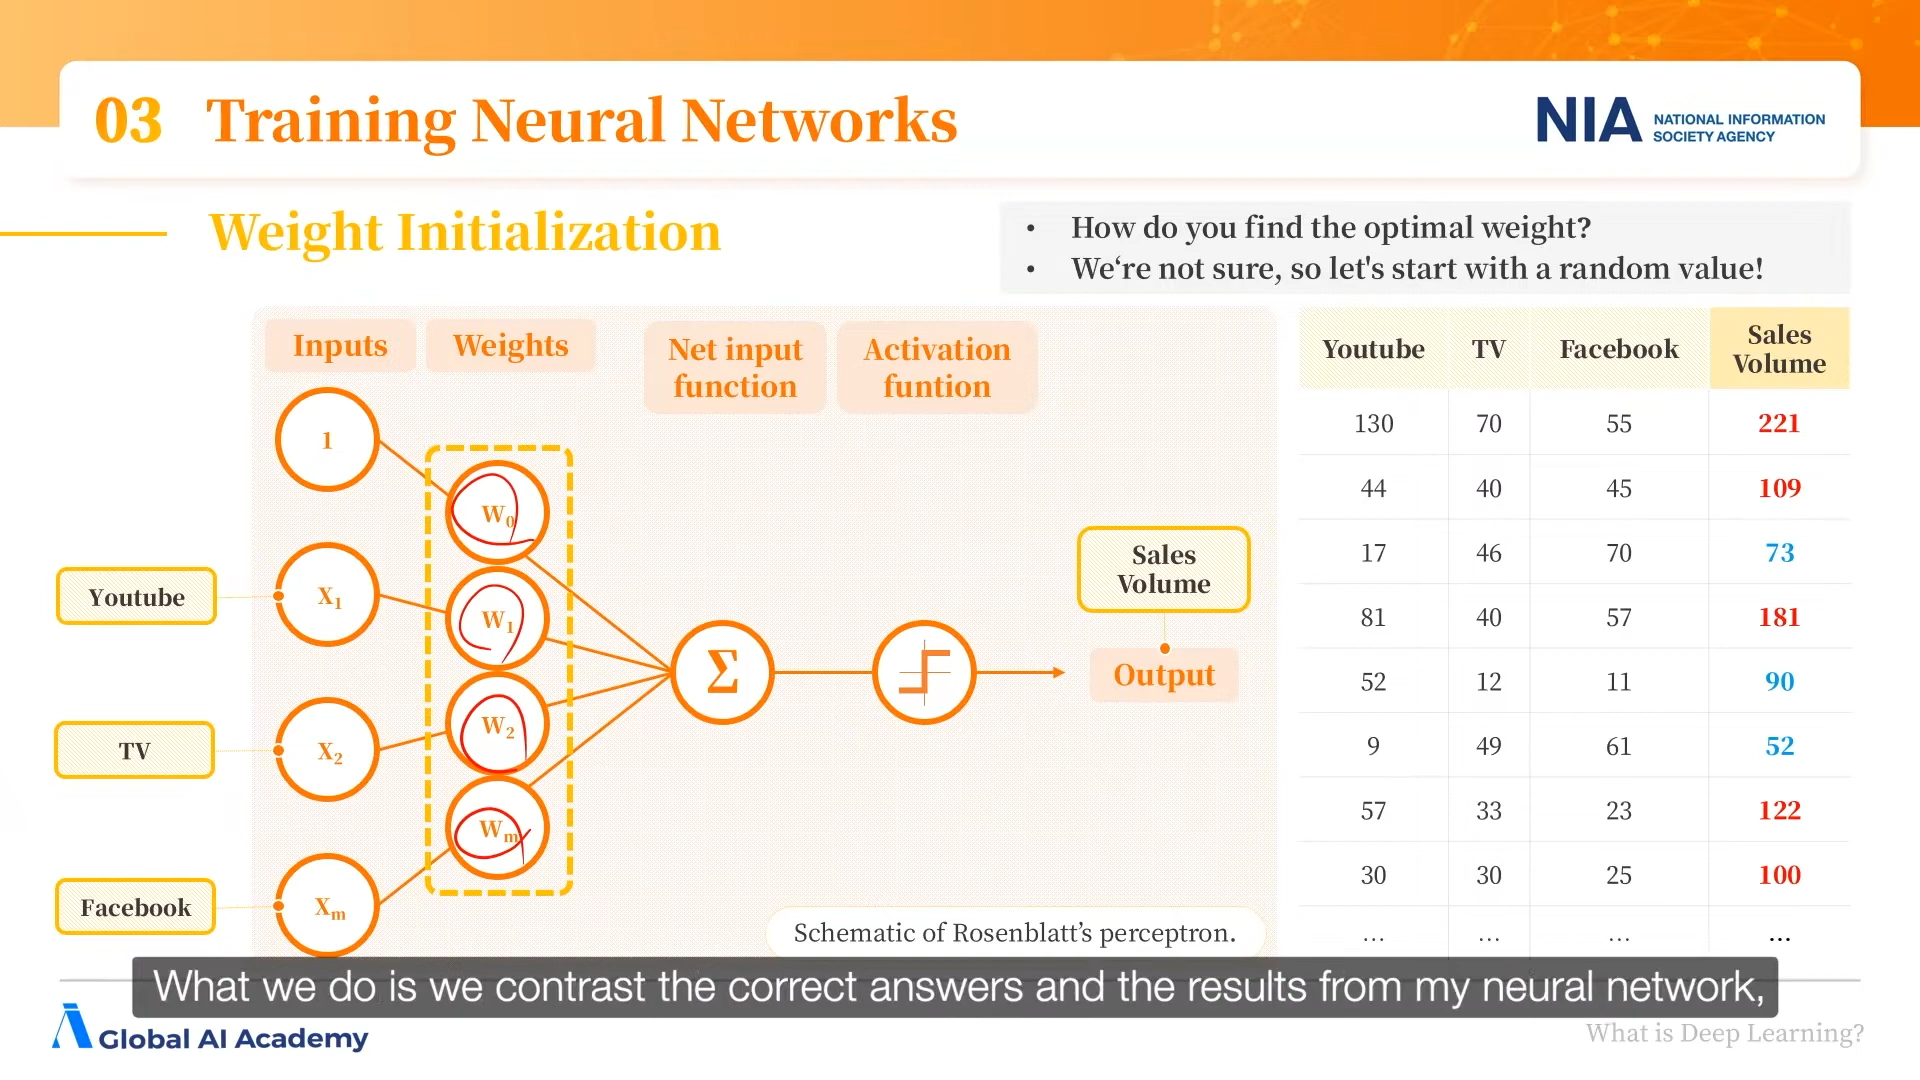 03 Training Neural Networks
NIA NATIONAL INFORMATION
SOCIETY AGENCY
Weight Initialization
• How do you find the optimal weight?
• We‘re not sure, so let's start with a random value!
Inputs
Weights
Net input
function
Activation
funtion
1
X1
X2
Xm
W0
W1
W2
Wm
Youtube
TV
Facebook
Σ
Sales
Volume
Output
Schematic of Rosenblatt’s perceptron.
Youtube TV Facebook Sales Volume
130 70 55 221
44 40 45 109
17 46 70 73
81 40 57 181
52 12 11 90
9 49 61 52
57 33 23 122
30 30 25 100
... ... ... ...
What we do is we contrast the correct answers and the results from my neural network,
Global AI Academy
What is Deep Learning?